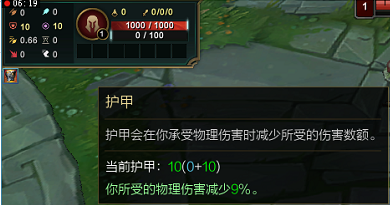 06:19
0 0
10 10
0.66 0
0 0
0 0/0/0
1
1000 / 1000
0 / 100
1
护甲
护甲会在你承受物理伤害时减少所受的伤害数额。
当前护甲：10(0+10)
你所受的物理伤害减少9%。